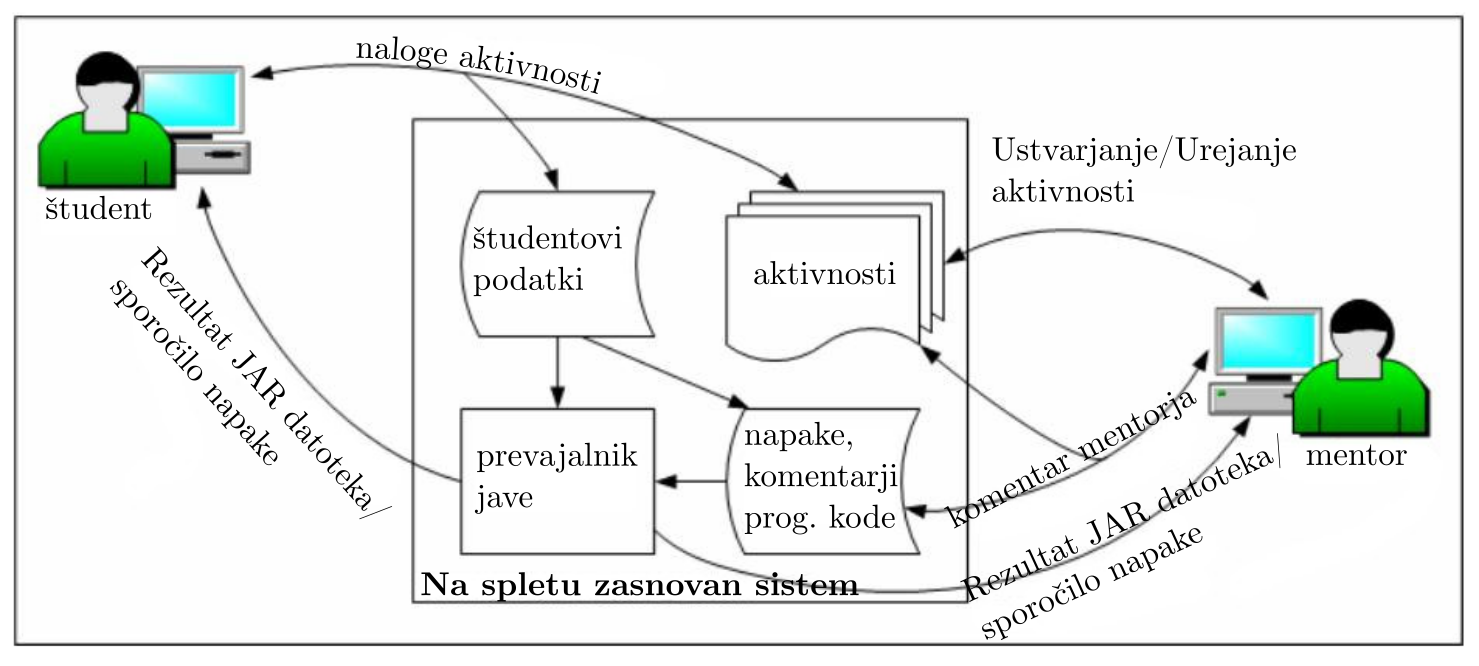 naloge aktivnosti
študent
Ustvarjanje/Urejanje
aktivnosti
študentovi
podatki
aktivnosti
Rezultat JAR datoteka/
sporočilo napake
prevajalnik
jave
napake,
komentarji
prog. kode
komentar mentorja
mentor
Rezultat JAR datoteka/
sporočilo napake
Na spletu zasnovan sistem